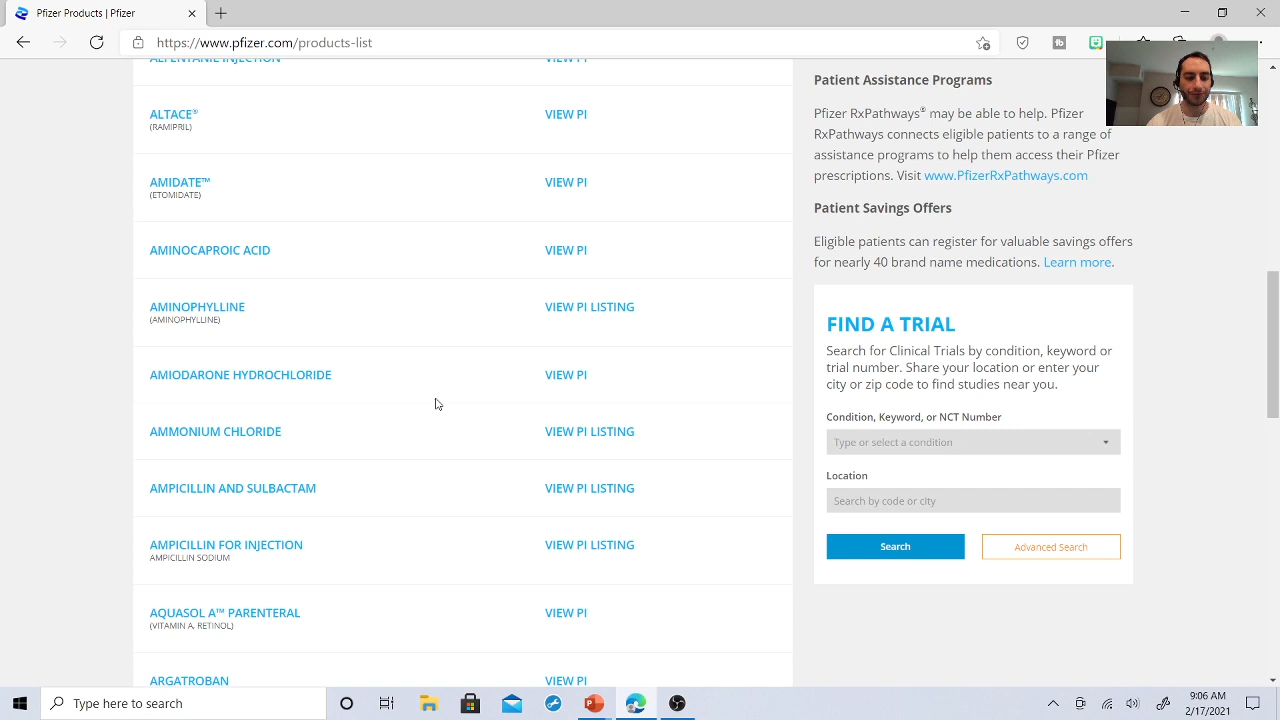 Pfizer Products | Pfizer
https://www.pfizer.com/products-list
ALFENTANIL INJECTION
VIEW PI
ALTACE®
(RAMIPRIL)
VIEW PI
AMIDATE™
(ETOMIDATE)
VIEW PI
AMINOCAPROIC ACID
VIEW PI
AMINOPHYLLINE
(AMINOPHYLLINE)
VIEW PI LISTING
AMIODARONE HYDROCHLORIDE
VIEW PI
AMMONIUM CHLORIDE
VIEW PI LISTING
AMPICILLIN AND SULBACTAM
VIEW PI LISTING
AMPICILLIN FOR INJECTION
AMPICILLIN SODIUM
VIEW PI LISTING
AQUASOL A™ PARENTERAL
(VITAMIN A, RETINOL)
VIEW PI
ARGATROBAN
VIEW PI
Patient Assistance Programs
Pfizer RxPathways® may be able to help. Pfizer
RxPathways connects eligible patients to a range of
assistance programs to help them access their Pfizer
prescriptions. Visit www.PfizerRxPathways.com
Patient Savings Offers
Eligible patients can register for valuable savings offers
for nearly 40 brand name medications. Learn more.
FIND A TRIAL
Search for Clinical Trials by condition, keyword or
trial number. Share your location or enter your
city or zip code to find studies near you.
Condition, Keyword, or NCT Number
Type or select a condition
Location
Search by code or city
Search
Advanced Search
Type here to search
9:06 AM
2/17/2021